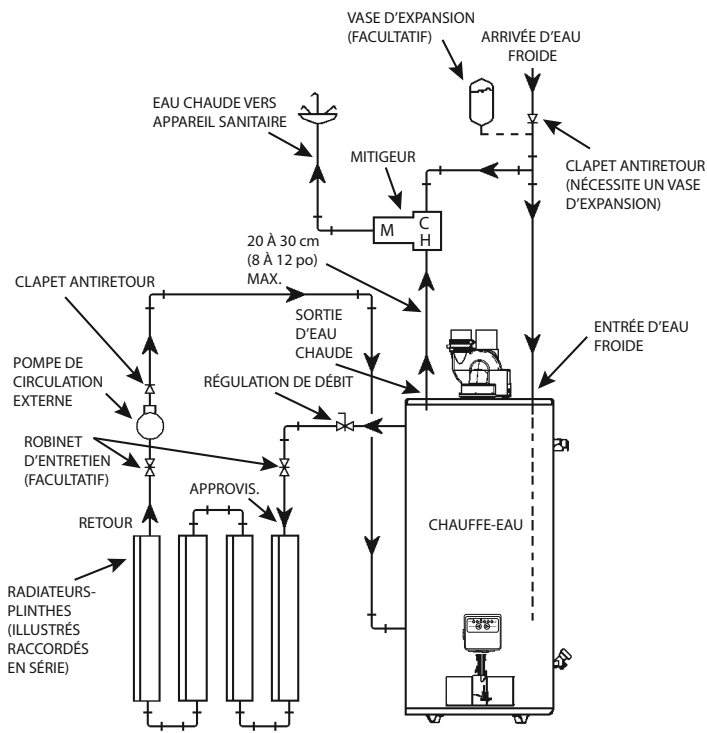 VASE D'EXPANSION
(FACULTATIF)
ARRIVÉE D'EAU
FROIDE
EAU CHAUDE VERS
APPAREIL SANITAIRE
MITIGEUR
CLAPET ANTIRETOUR
(NÉCESSITE UN VASE
D'EXPANSION)
M
C
H
20 À 30 cm
(8 À 12 po)
MAX.
CLAPET ANTIRETOUR
SORTIE
D'EAU
CHAUDE
ENTRÉE D'EAU
FROIDE
POMPE DE
CIRCULATION
EXTERNE
RÉGULATION DE DÉBIT
ROBINET
D'ENTRETIEN
(FACULTATIF)
APPROVIS.
RETOUR
CHAUFFE-EAU
RADIATEURS-
PLINTHES
(ILLUSTRÉS
RACCORDÉS
EN SÉRIE)